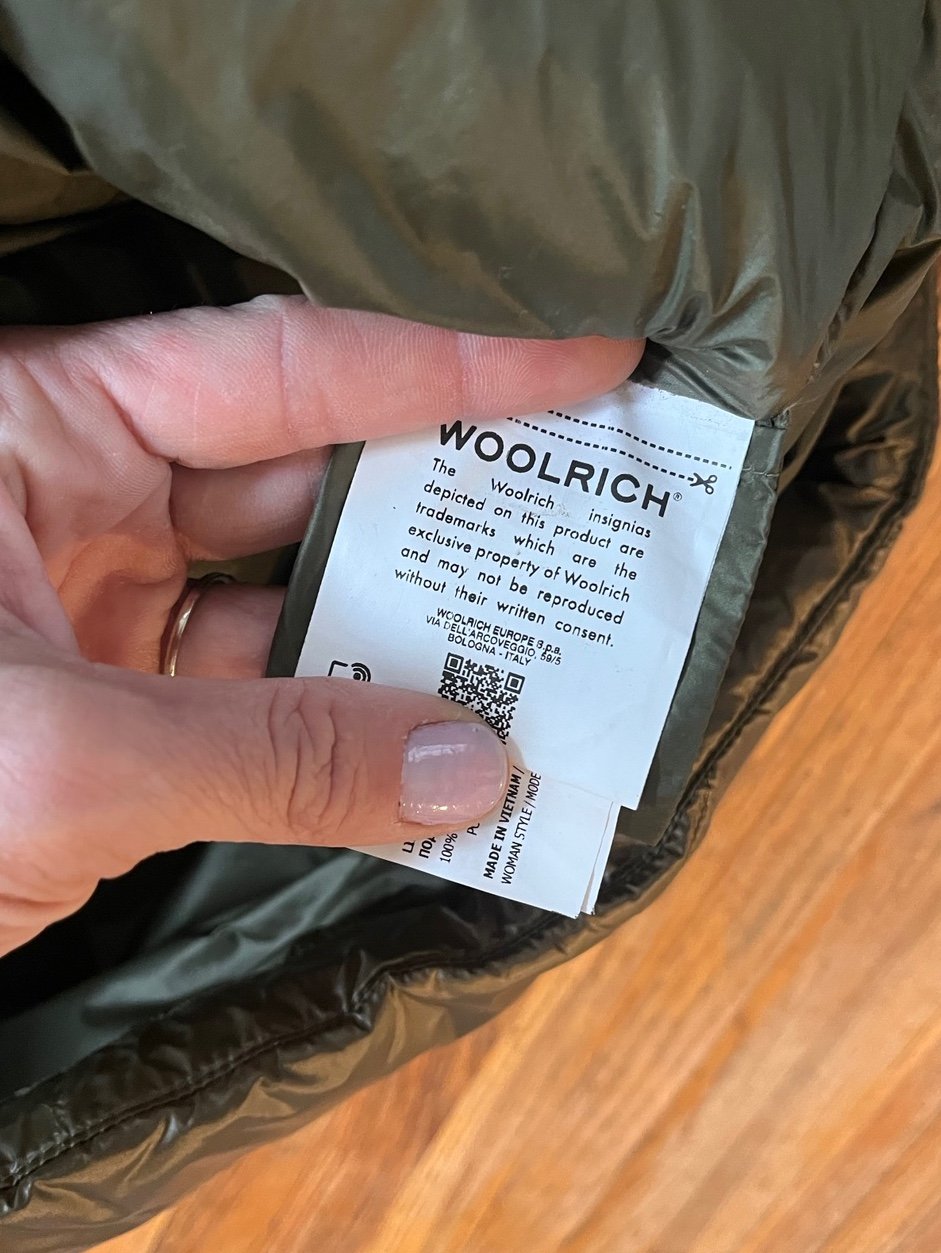 WOOLRICH®
The Woolrich insignias
depicted on this product are
trademarks which are the
exclusive property of Woolrich
and may not be reproduced
without their written consent.
WOOLRICH EUROPE S.p.a.
VIA DELL'ARCOVEGGIO, 59/5
BOLOGNA - ITALY
100%
MADE IN VIETNAM /
WOMAN STYLE / MODE